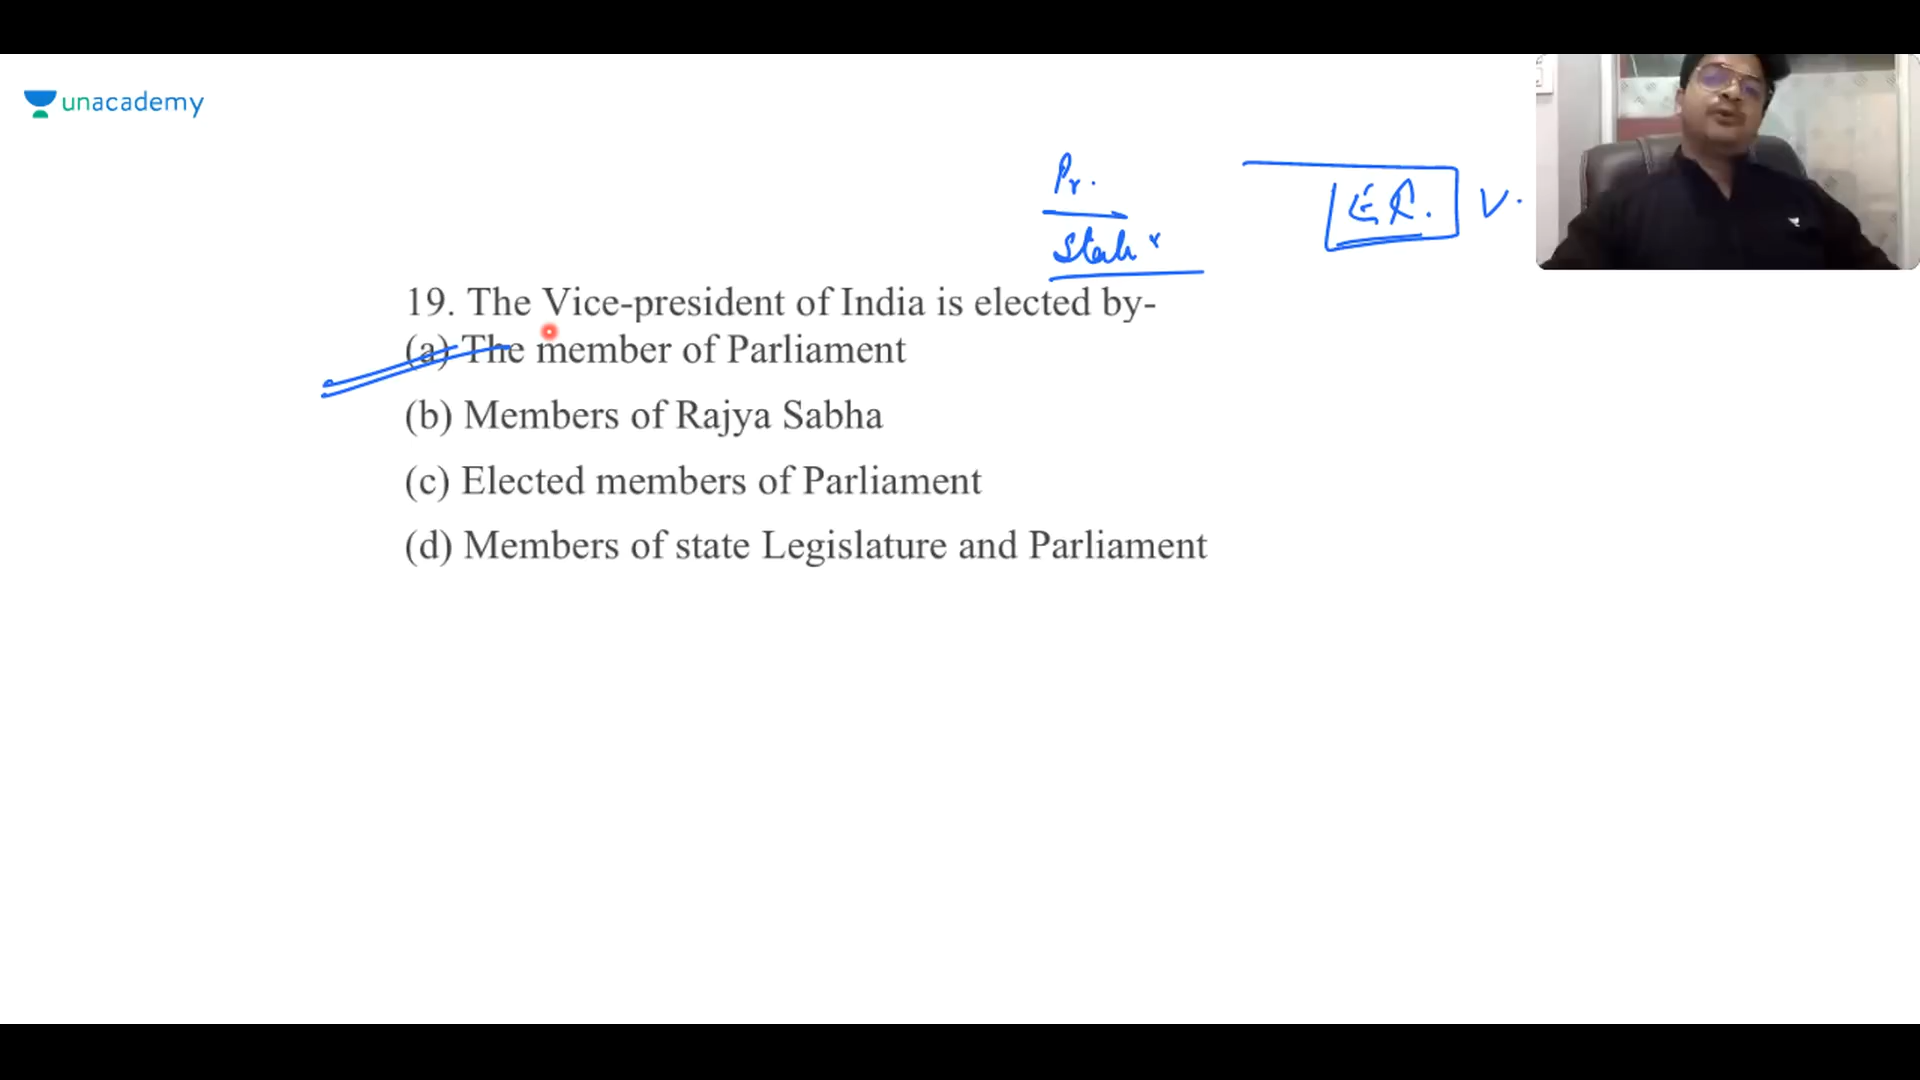 unacademy
Pr.
State x
E R. V.
19. The Vice-president of India is elected by-
(a) The member of Parliament
(b) Members of Rajya Sabha
(c) Elected members of Parliament
(d) Members of state Legislature and Parliament